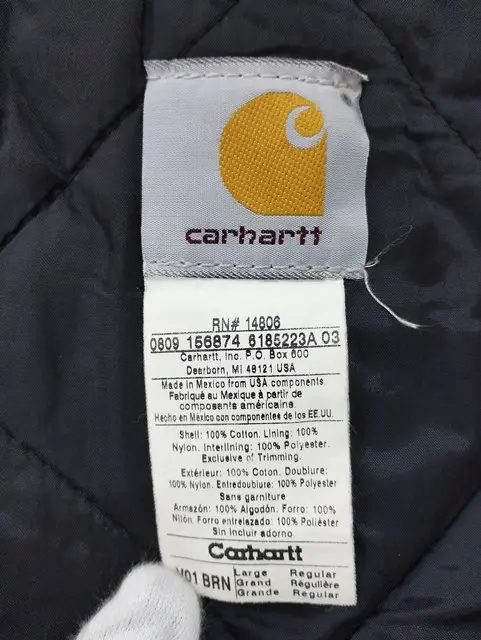 carhartt
RN# 14806
0809 156874 6185223A 03
Carhartt, Inc. P.O. Box 600
Dearborn, MI 48121 USA
Made in Mexico from USA components
Fabriqué au Mexique à partir de
composants américains.
Hecho en México con componentes de los EE.UU.
Shell: 100% Cotton. Lining: 100%
Nylon. Interlining: 100% Polyester.
Exclusive of Trimming.
Extérieur: 100% Coton. Doublure:
100% Nylon. Entredoublure: 100% Polyester
Sans garniture
Armazón: 100% Algodón. Forro: 100%
Nilón. Forro entrelazado: 100% Poliéster
Sin incluir adorno
Carhartt
V01 BRN
Large Regular
Grand Régulière
Grande Regular